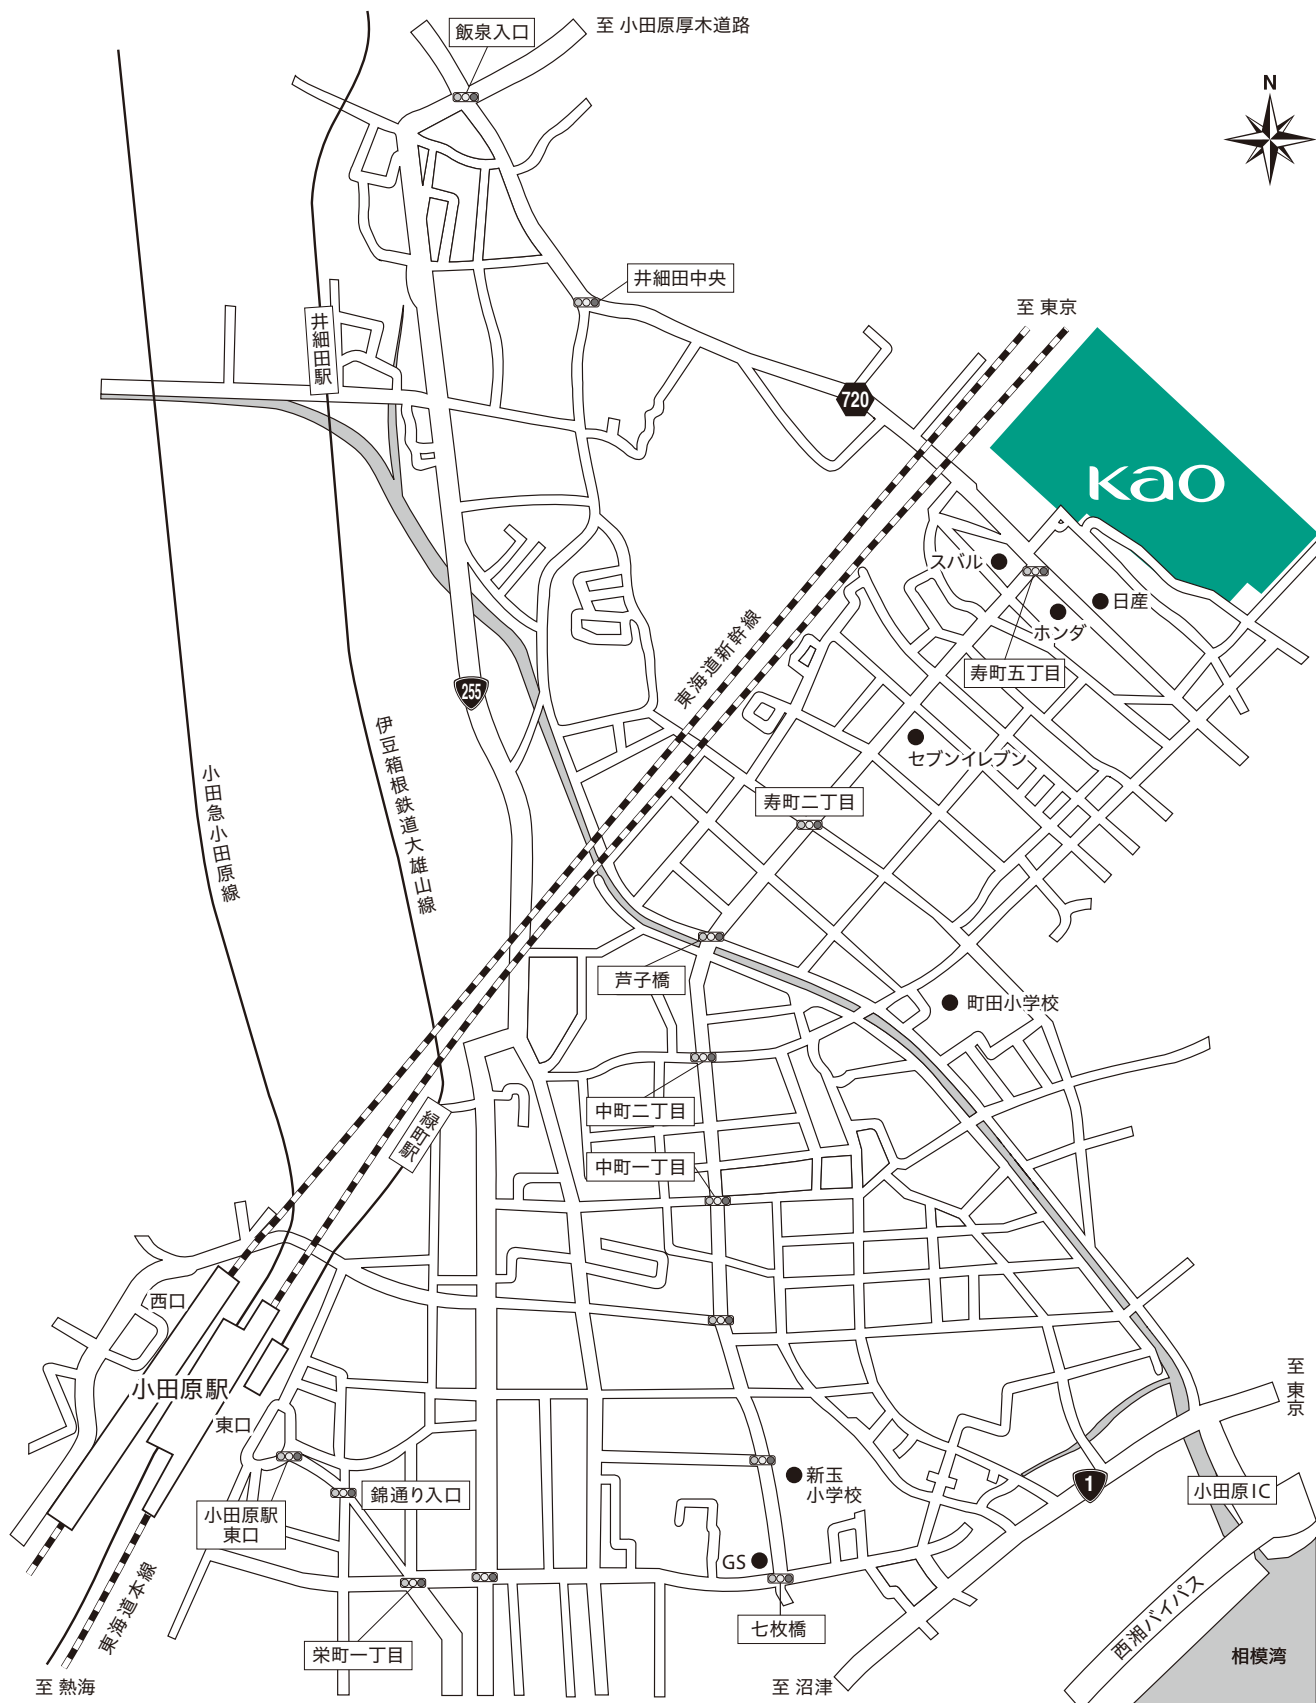 飯泉入口
至 小田原厚木道路
N
井細田中央
至 東京
井細田駅
720
Kao
スバル
日産
ホンダ
寿町五丁目
東海道新幹線
255
伊豆箱根鉄道大雄山線
小田急小田原線
セブンイレブン
寿町二丁目
芦子橋
町田小学校
中町二丁目
緑町駅
中町一丁目
西口
小田原駅
東口
至 東京
新玉
小学校
1
小田原IC
錦通り入口
小田原駅
東口
GS
東海道本線
七枚橋
西湘バイパス
栄町一丁目
相模湾
至 熱海
至 沼津